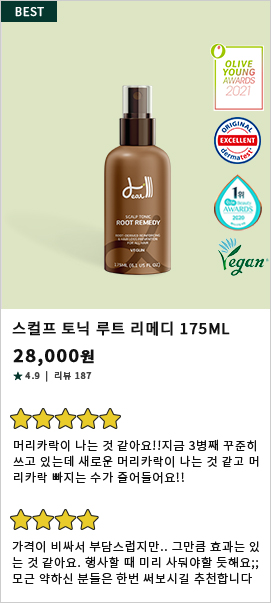 BEST
OLIVE
YOUNG
AWARDS
2021
ORIGINAL
EXCELLENT
dermatest
1위
AWARDS
2020
Vegan
SCALP TONIC
ROOT REMEDY
VEGAN
스컬프 토닉 루트 리메디 175ML
28,000원
★ 4.9 | 리뷰 187
머리카락이 나는 것 같아요!!지금 3병째 꾸준히
쓰고 있는데 새로운 머리카락이 나는 것 같고 머
리카락 빠지는 수가 줄어들어요!!
가격이 비싸서 부담스럽지만.. 그만큼 효과는 있
는 것 같아요. 행사할 때 미리 사둬야할 듯해요;;
모근 약하신 분들은 한번 써보시길 추천합니다